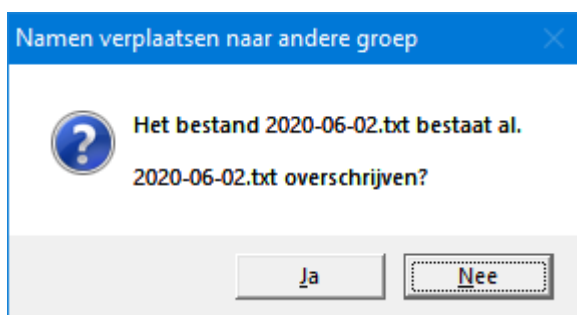 Namen verplaatsen naar andere groep
Het bestand 2020-06-02.txt bestaat al.
2020-06-02.txt overschrijven?
Ja
Nee